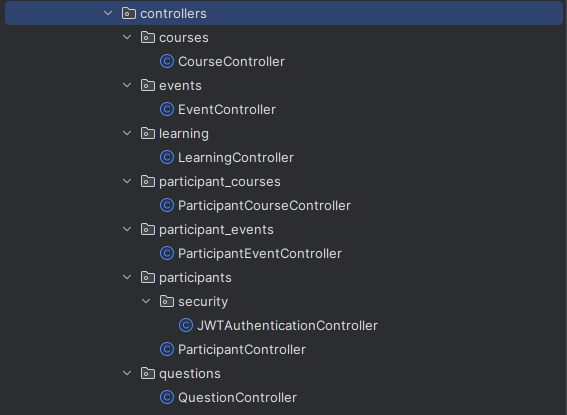 controllers
courses
CourseController
events
EventController
learning
LearningController
participant_courses
ParticipantCourseController
participant_events
ParticipantEventController
participants
security
JWTAuthenticationController
ParticipantController
questions
QuestionController